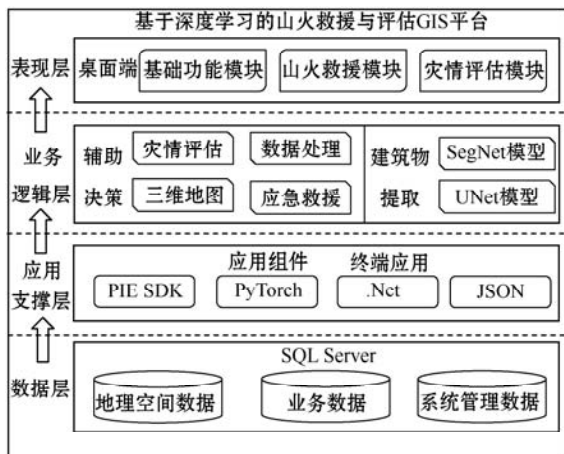 基于深度学习的山火救援与评估GIS平台
表现层 桌面端 基础功能模块 山火救援模块 灾情评估模块
业务 辅助 灾情评估 数据处理 建筑物 SegNet模型
逻辑层 决策 三维地图 应急救援 提取 UNet模型
应用 应用组件 终端应用
支撑层 PIE SDK PyTorch .Nct JSON
SQL Server
数据层 地理空间数据 业务数据 系统管理数据